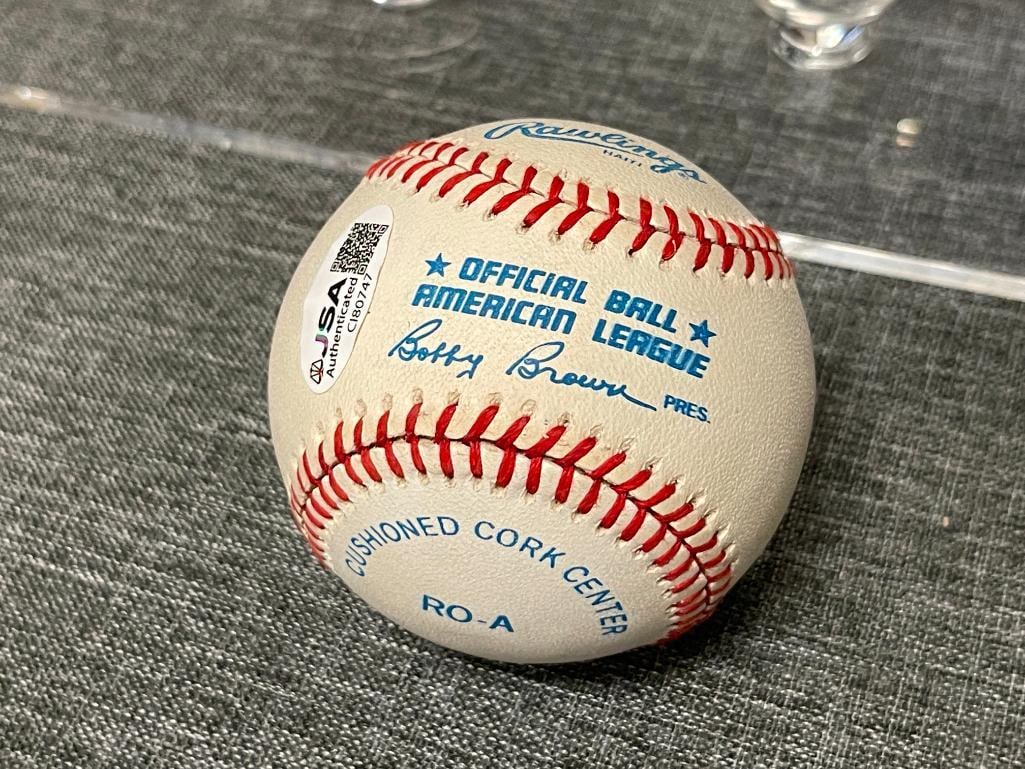 Rawlings
HAITI
★ OFFICIAL BALL ★
AMERICAN LEAGUE
Bobby Brown PRES.
JSA
Authenticated
CI80747
CUSHIONED CORK CENTER
RO-A